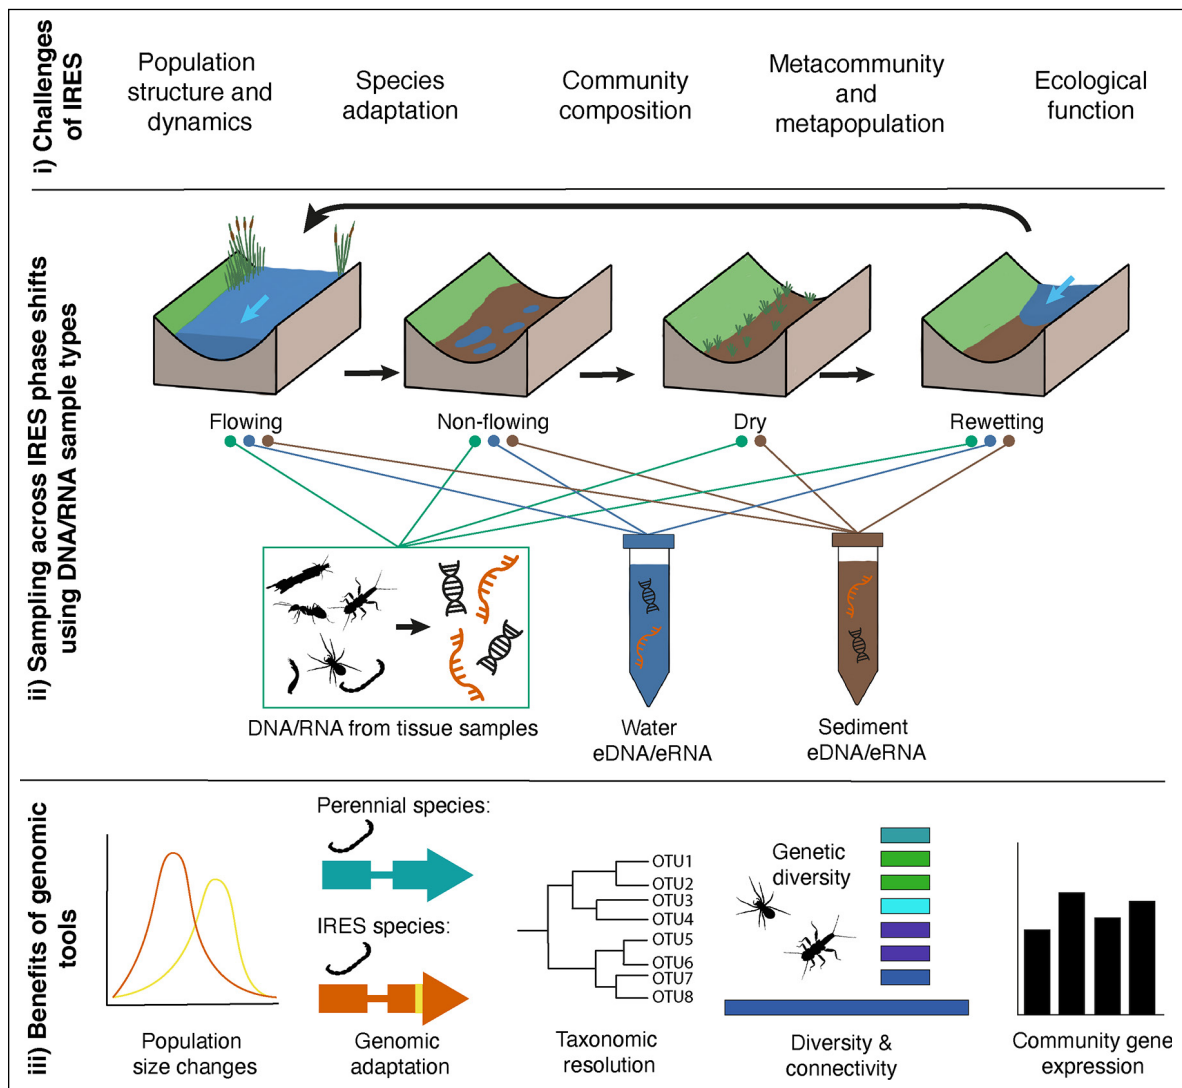 i) Challenges
of IRES
Population
structure and
dynamics
Species
adaptation
Community
composition
Metacommunity
and
metapopulation
Ecological
function
ii) Sampling across IRES phase shifts
using DNA/RNA sample types
Flowing
Non-flowing
Dry
Rewetting
DNA/RNA from tissue samples
Water
eDNA/eRNA
Sediment
eDNA/eRNA
iii) Benefits of genomic
tools
Population
size changes
Perennial species:
IRES species:
Genomic
adaptation
OTU1
OTU2
OTU3
OTU4
OTU5
OTU6
OTU7
OTU8
Taxonomic
resolution
Genetic
diversity
Diversity &
connectivity
Community gene
expression